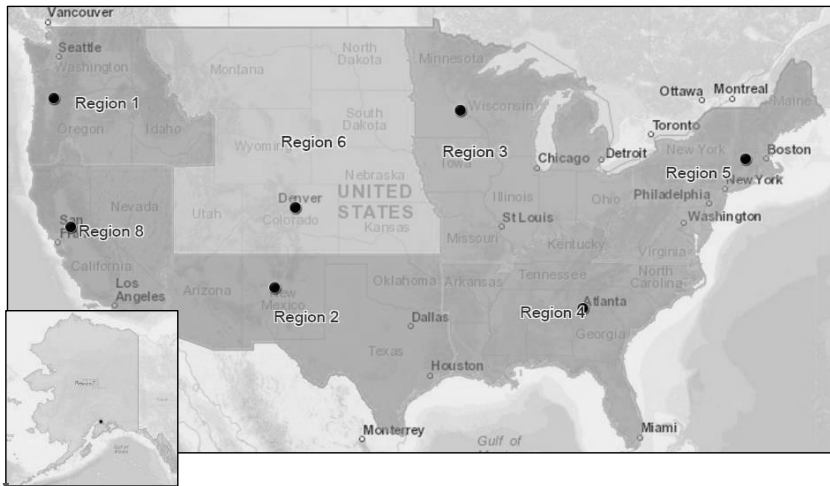 Vancouver
Seattle
Washington
Montana
North
Dakota
Minnesota
Ottawa
Montreal
Maine
Region 1
Oregon
Idaho
South
Dakota
Wisconsin
Toronto
Region 6
Wyoming
Region 3
Iowa
Chicago
Detroit
New York
Boston
Region 5
New York
Nebraska
UNITED
STATES
Denver
Colorado
Utah
Kansas
Nevada
San
Fra
Region 8
California
Illinois
Ohio
Philadelphia
Washington
St Louis
Missouri
Kentucky
Virginia
Los
Angeles
Arizona
New
Mexico
Region 2
Oklahoma
Arkansas
Tennessee
North
Carolina
Atlanta
Region 4
Georgia
Dallas
Texas
Houston
Monterrey
Gulf of
Miami